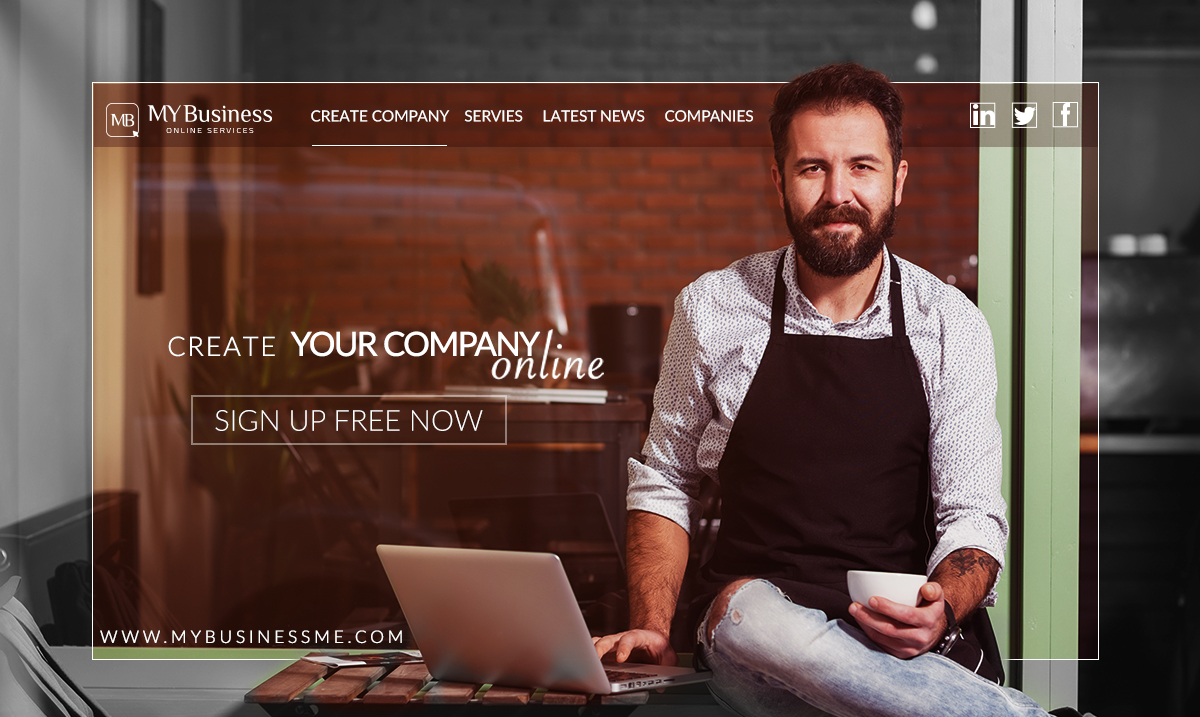 MB
MY Business
ONLINE SERVICES
CREATE COMPANY SERVIES LATEST NEWS COMPANIES
in f
CREATE YOUR COMPANY
online
SIGN UP FREE NOW
WWW.MYBUSINESSME.COM